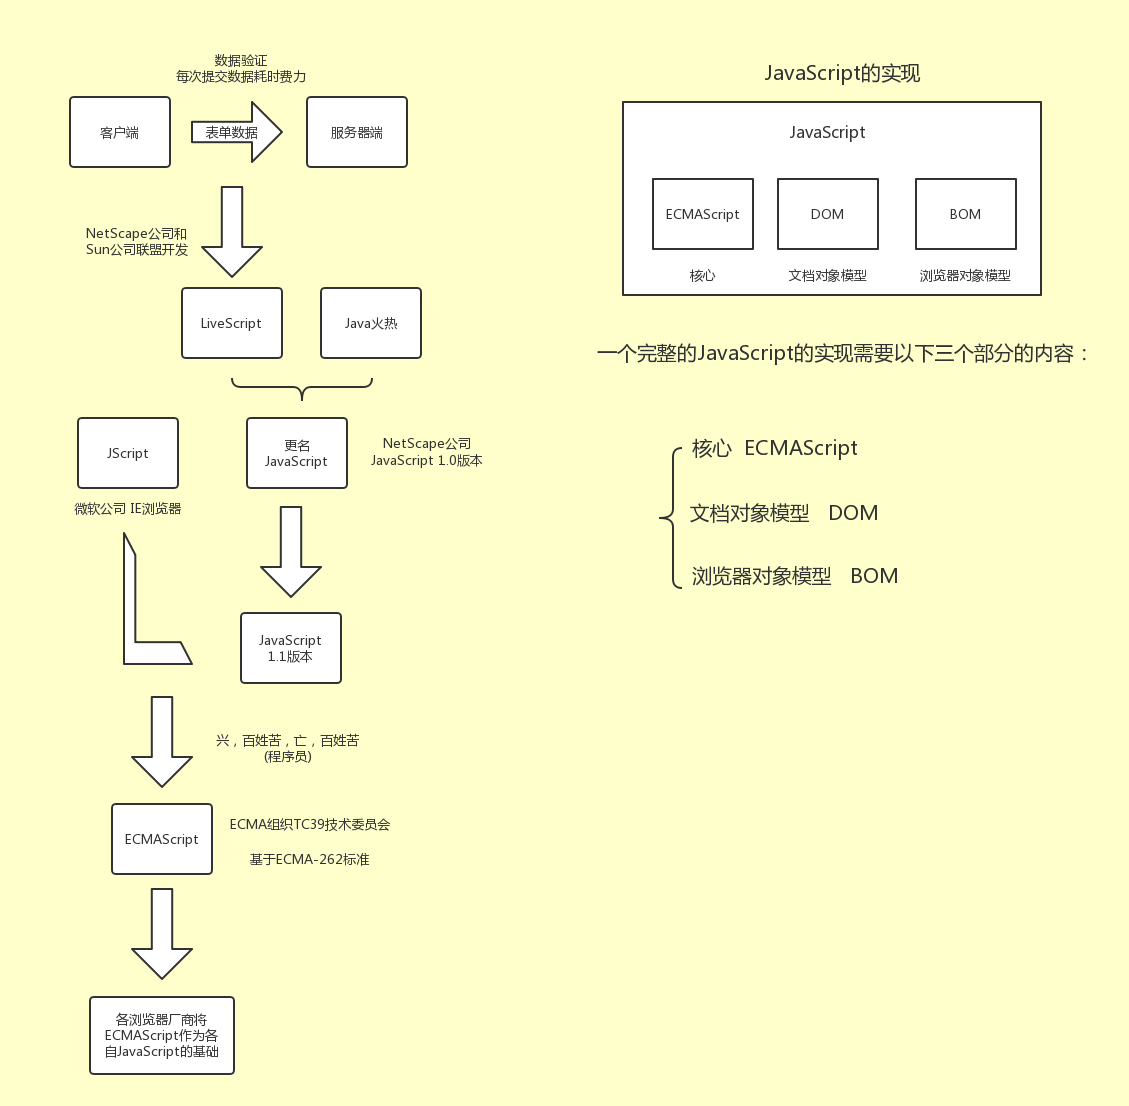 数据验证
每次提交数据耗时费力
客户端
表单数据
服务器端
NetScape公司和
Sun公司联盟开发
LiveScript
Java火热
JScript
更名
JavaScript
NetScape公司
JavaScript 1.0版本
微软公司 IE浏览器
JavaScript
1.1版本
兴，百姓苦，亡，百姓苦
(程序员)
ECMAScript
ECMA组织TC39技术委员会
基于ECMA-262标准
各浏览器厂商将
ECMAScript作为各
自JavaScript的基础
JavaScript的实现
JavaScript
ECMAScript
DOM
BOM
核心
文档对象模型
浏览器对象模型
一个完整的JavaScript的实现需要以下三个部分的内容：
核心 ECMAScript
文档对象模型 DOM
浏览器对象模型 BOM